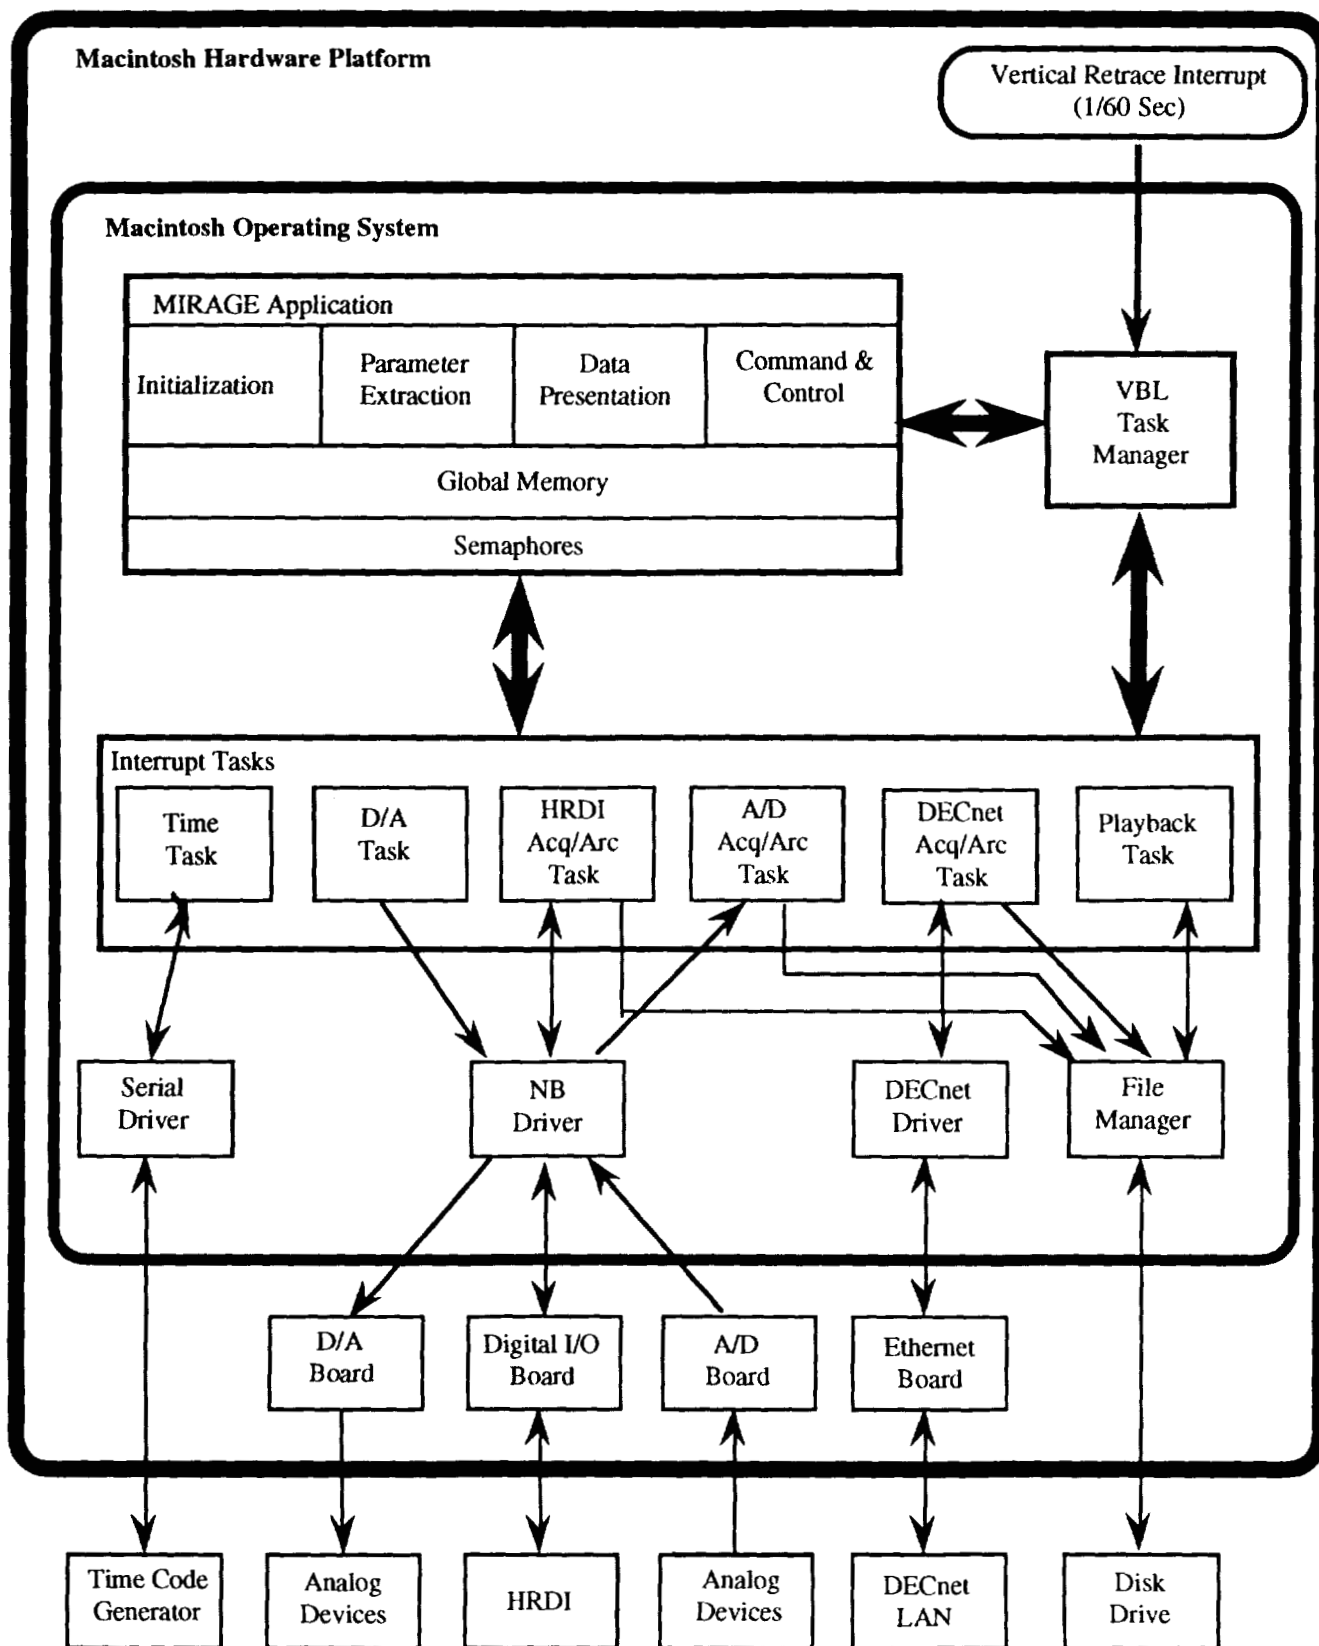 Macintosh Hardware Platform
Vertical Retrace Interrupt
(1/60 Sec)
Macintosh Operating System
MIRAGE Application
Initialization
Parameter
Extraction
Data
Presentation
Command &
Control
VBL
Task
Manager
Global Memory
Semaphores
Interrupt Tasks
Time
Task
D/A
Task
HRDI
Acq/Arc
Task
A/D
Acq/Arc
Task
DECnet
Acq/Arc
Task
Playback
Task
Serial
Driver
NB
Driver
DECnet
Driver
File
Manager
D/A
Board
Digital I/O
Board
A/D
Board
Ethernet
Board
Time Code
Generator
Analog
Devices
HRDI
Analog
Devices
DECnet
LAN
Disk
Drive